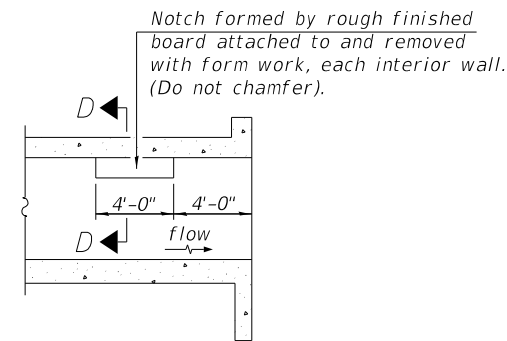 Notch formed by rough finished
board attached to and removed
with form work, each interior wall.
(Do not chamfer).
D
4'-0" 4'-0"
D
flow